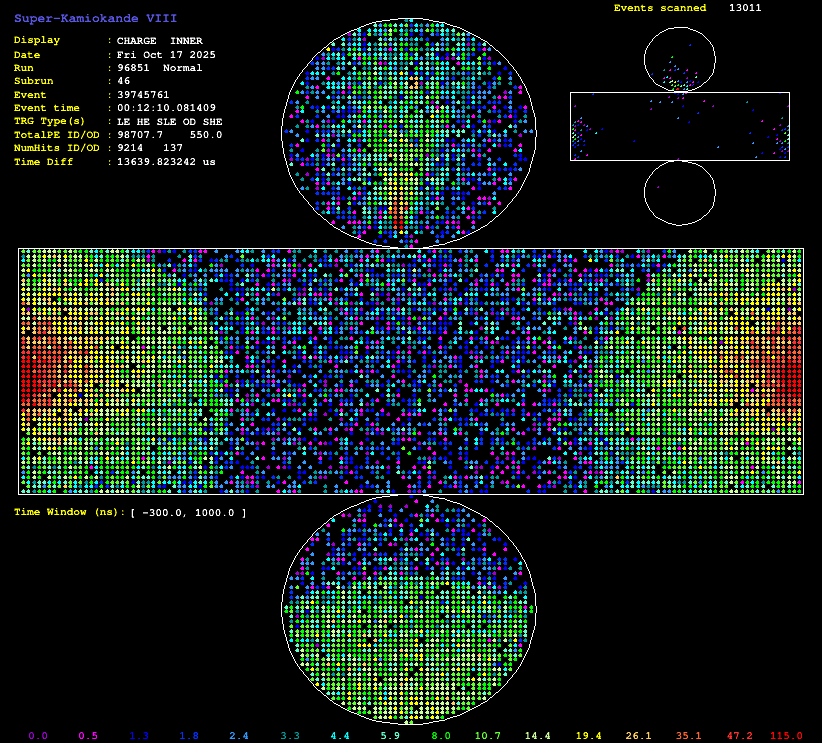 Super-Kamiokande VIII
Events scanned 13011
Display : CHARGE INNER
Date : Fri Oct 17 2025
Run : 96851 Normal
Subrun : 46
Event : 39745761
Event time : 00:12:10.081409
TRG Type(s) : LE HE SLE OD SHE
TotalPE ID/OD : 98707.7 550.0
NumHits ID/OD : 9214 137
Time Diff : 13639.823242 us
Time Window (ns): [ -300.0, 1000.0 ]
0.0 0.5 1.3 1.8 2.4 3.3 4.4 5.9 8.0 10.7 14.4 19.4 26.1 35.1 47.2 115.0